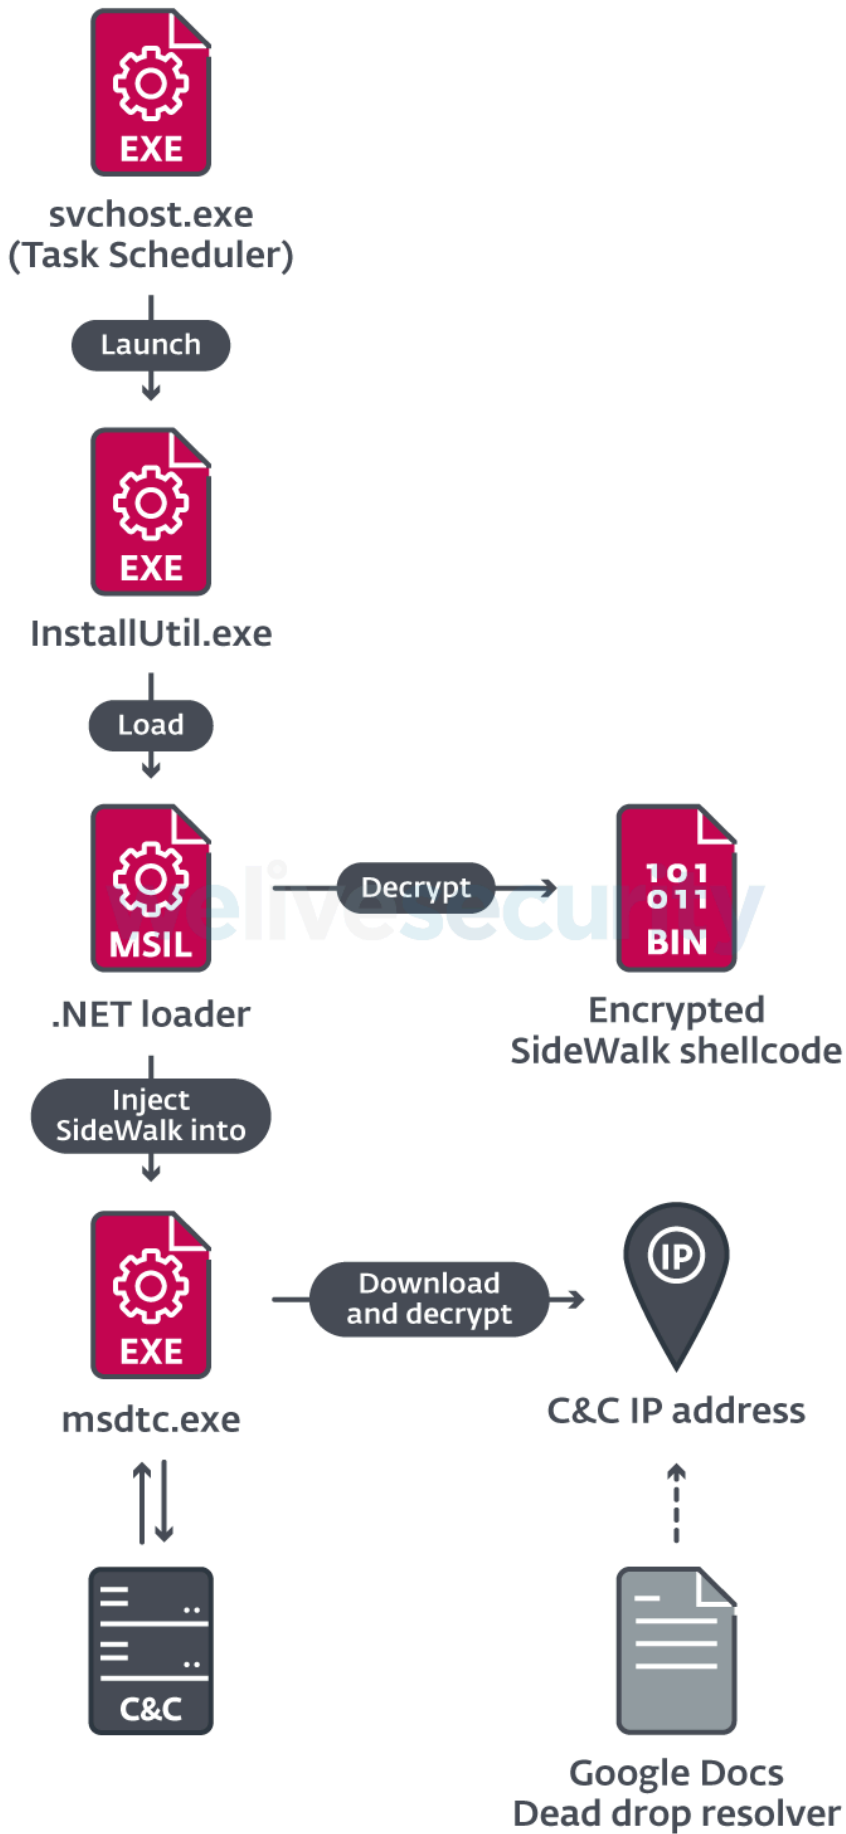 EXE
svchost.exe
(Task Scheduler)
Launch
EXE
InstallUtil.exe
Load
MSIL
.NET loader
Decrypt
101
011
BIN
Encrypted
SideWalk shellcode
welivesecurity
Inject
SideWalk into
EXE
msdtc.exe
Download
and decrypt
IP
C&C IP address
C&C
Google Docs
Dead drop resolver